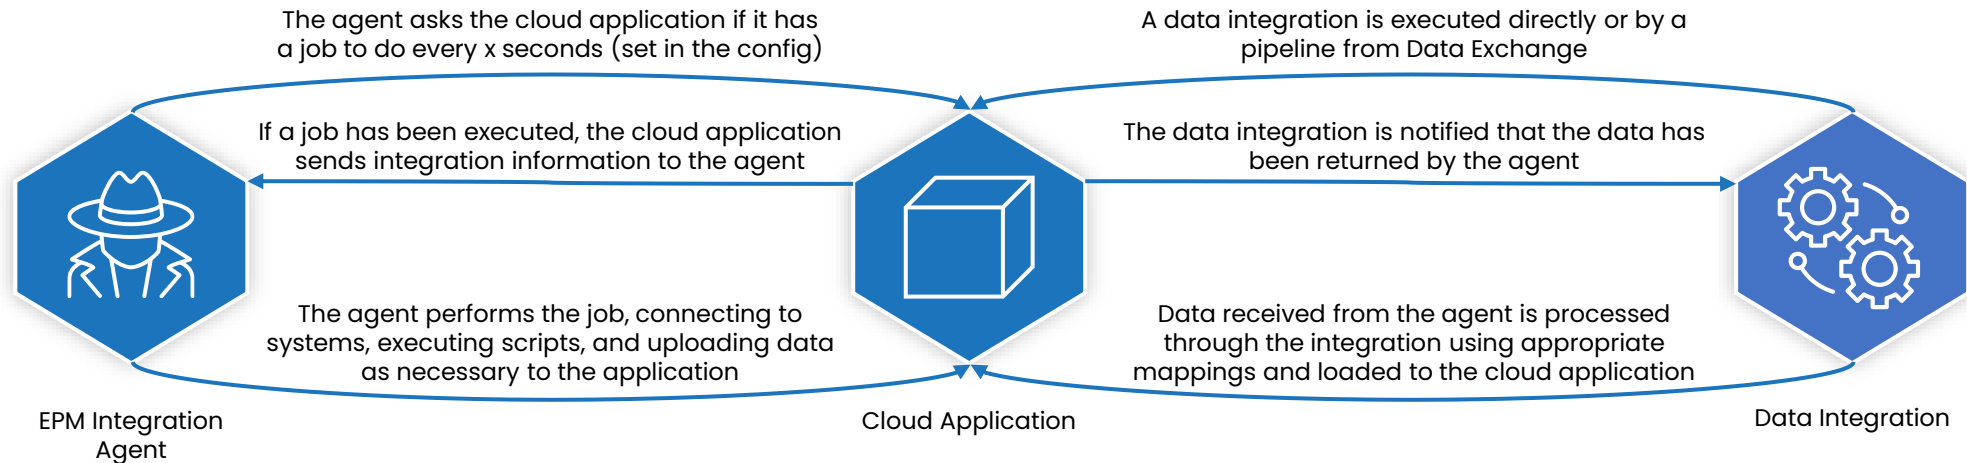 The agent asks the cloud application if it has
a job to do every x seconds (set in the config)
A data integration is executed directly or by a
pipeline from Data Exchange
If a job has been executed, the cloud application
sends integration information to the agent
The data integration is notified that the data has
been returned by the agent
The agent performs the job, connecting to
systems, executing scripts, and uploading data
as necessary to the application
Data received from the agent is processed
through the integration using appropriate
mappings and loaded to the cloud application
EPM Integration
Agent
Cloud Application
Data Integration